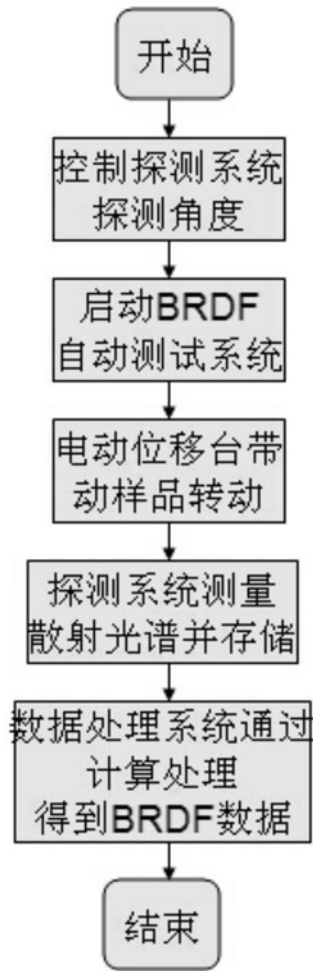 开始
控制探测系统
探测角度
启动BRDF
自动测试系统
电动位移台带
动样品转动
探测系统测量
散射光谱并存储
数据处理系统通过
计算处理
得到BRDF数据
结束